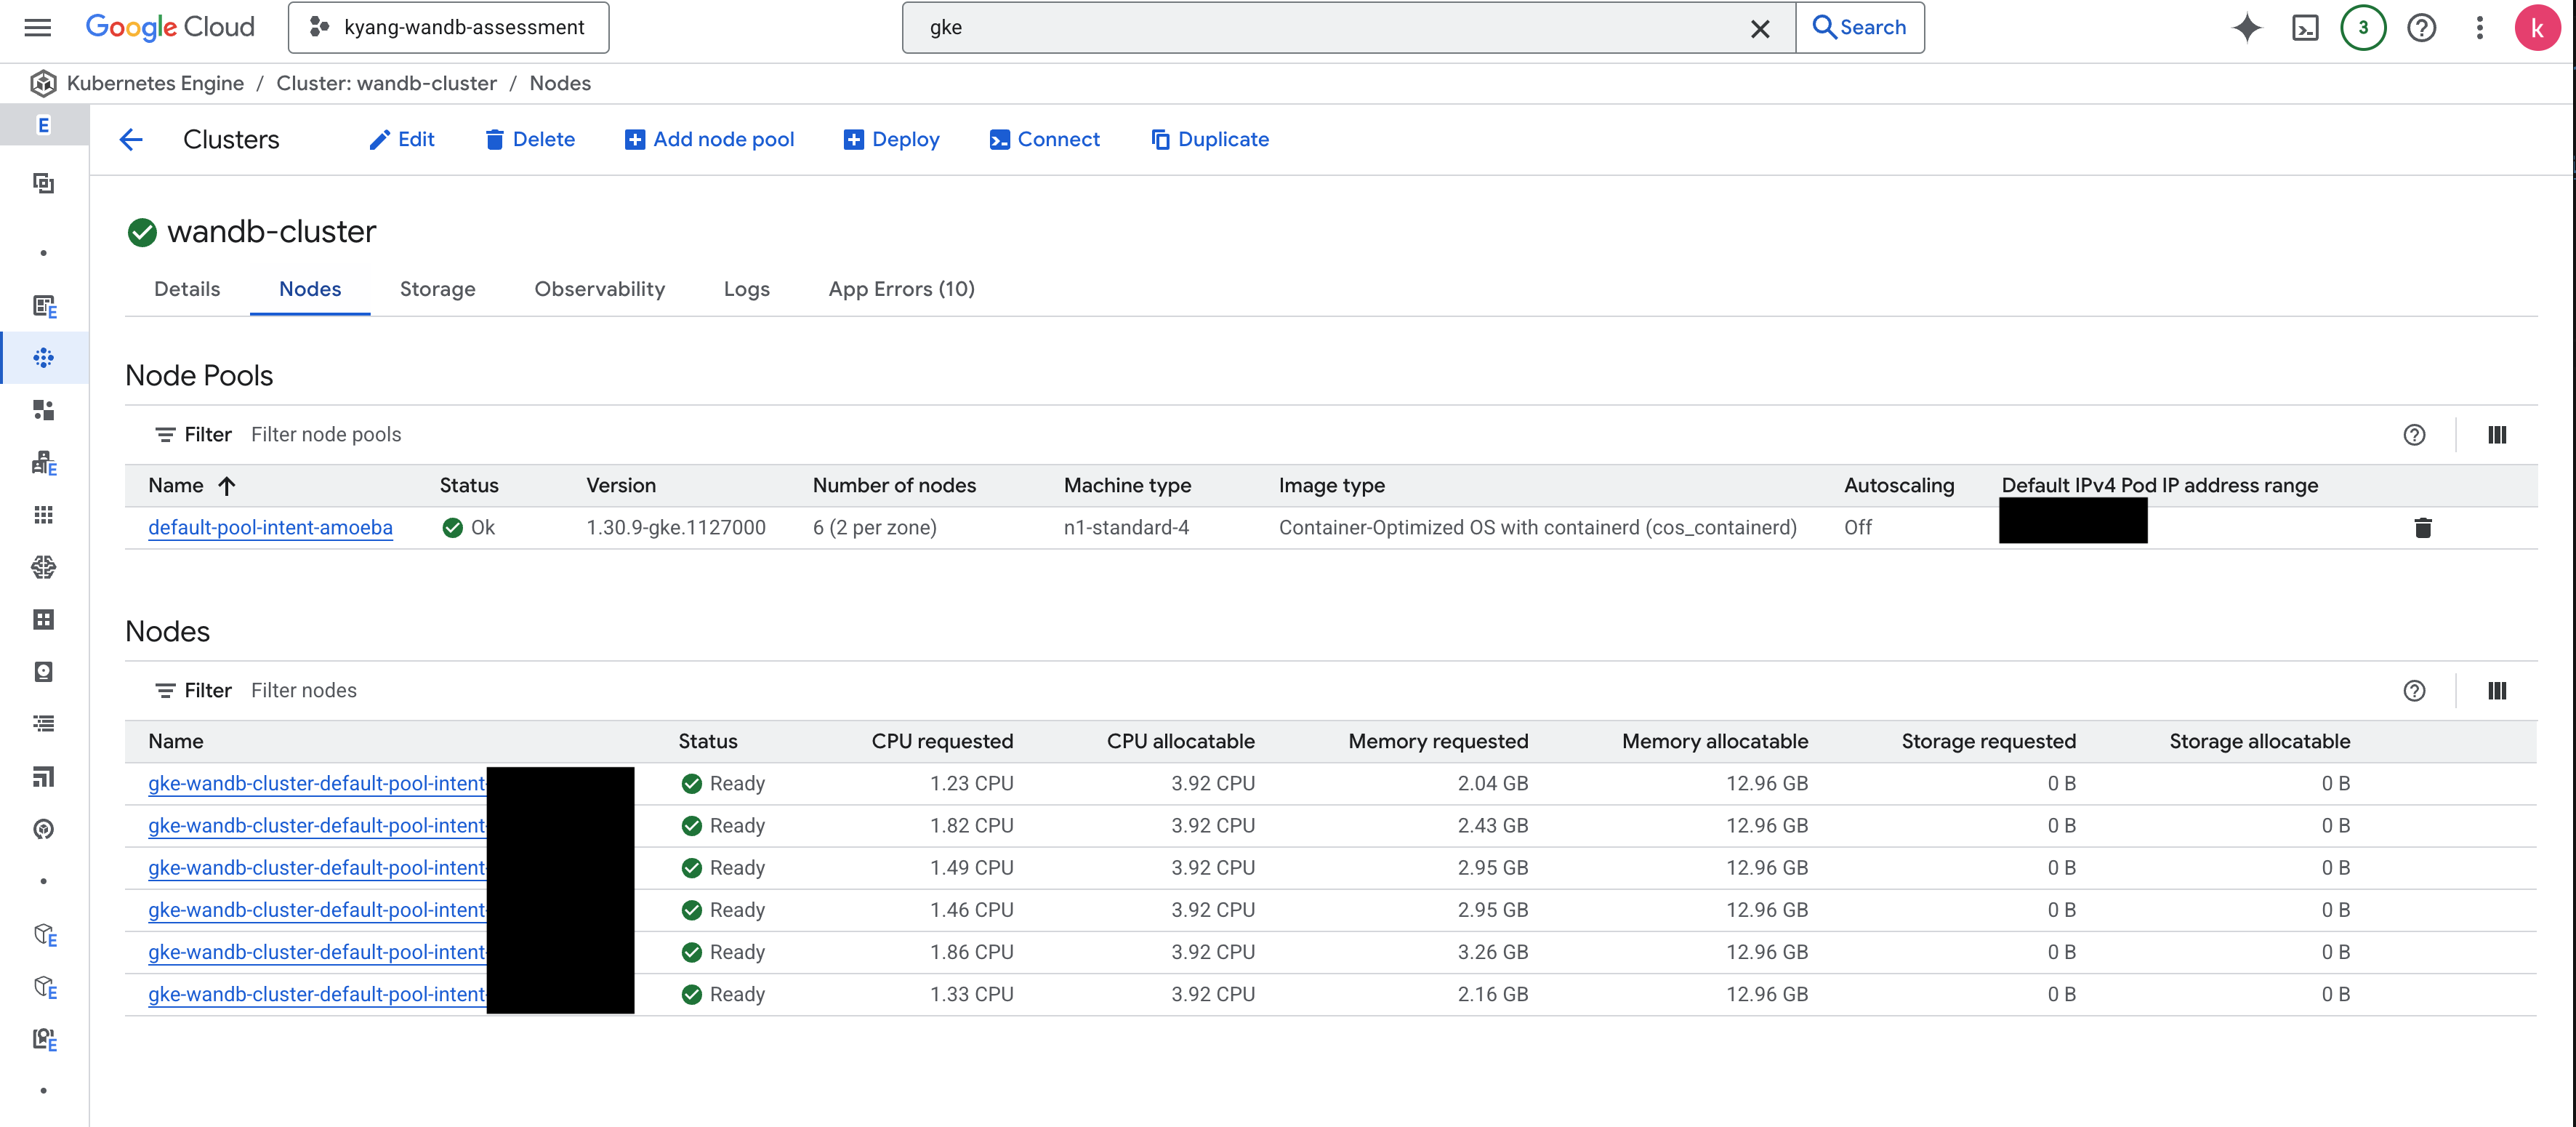 Google Cloud kyang-wandb-assessment gke Search 3 k
Kubernetes Engine / Cluster: wandb-cluster / Nodes
E Clusters Edit Delete Add node pool Deploy Connect Duplicate
wandb-cluster
Details Nodes Storage Observability Logs App Errors (10)
E
Node Pools
Filter Filter node pools
E
Name Status Version Number of nodes Machine type Image type Autoscaling Default IPv4 Pod IP address range
default-pool-intent-amoeba Ok 1.30.9-gke.1127000 6 (2 per zone) n1-standard-4 Container-Optimized OS with containerd (cos_containerd) Off
Nodes
Filter Filter nodes
Name Status CPU requested CPU allocatable Memory requested Memory allocatable Storage requested Storage allocatable
gke-wandb-cluster-default-pool-intent- Ready 1.23 CPU 3.92 CPU 2.04 GB 12.96 GB 0 B 0 B
gke-wandb-cluster-default-pool-intent- Ready 1.82 CPU 3.92 CPU 2.43 GB 12.96 GB 0 B 0 B
gke-wandb-cluster-default-pool-intent- Ready 1.49 CPU 3.92 CPU 2.95 GB 12.96 GB 0 B 0 B
gke-wandb-cluster-default-pool-intent- Ready 1.46 CPU 3.92 CPU 2.95 GB 12.96 GB 0 B 0 B
E
gke-wandb-cluster-default-pool-intent- Ready 1.86 CPU 3.92 CPU 3.26 GB 12.96 GB 0 B 0 B
E
gke-wandb-cluster-default-pool-intent- Ready 1.33 CPU 3.92 CPU 2.16 GB 12.96 GB 0 B 0 B
E